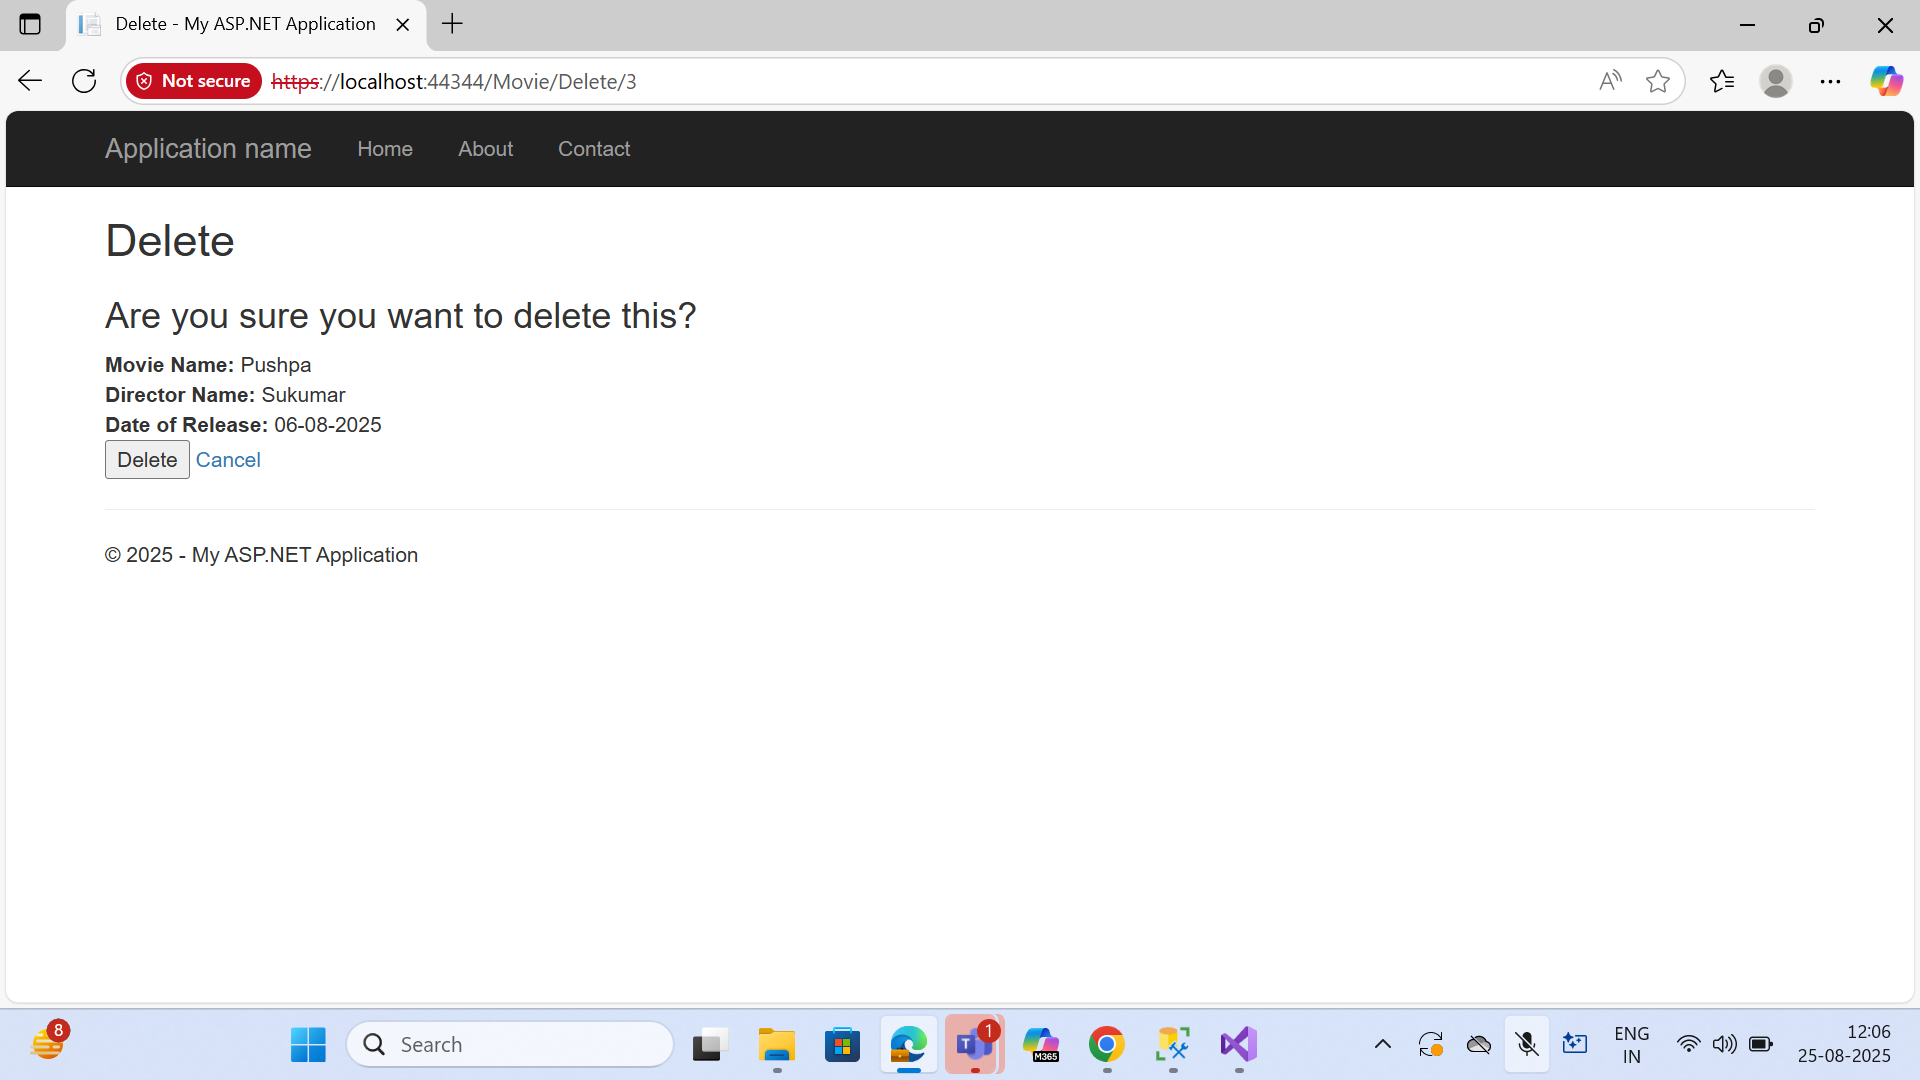 Delete - My ASP.NET Application
Not secure https://localhost:44344/Movie/Delete/3
Application name Home About Contact
Delete
Are you sure you want to delete this?
Movie Name: Pushpa
Director Name: Sukumar
Date of Release: 06-08-2025
Delete Cancel
© 2025 - My ASP.NET Application
8 Search T 1 M365 ENG 12:06
IN 25-08-2025